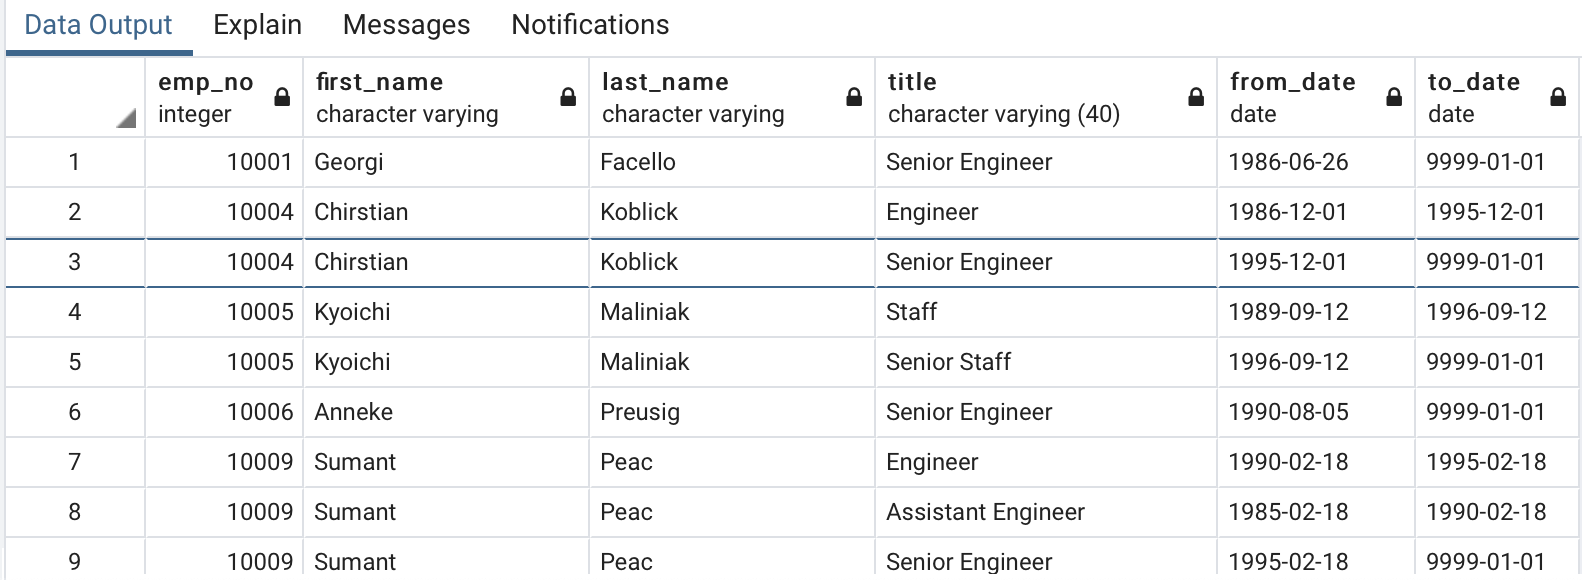 Data Output Explain Messages Notifications
emp_no first_name last_name title from_date to_date
integer character varying character varying character varying (40) date date
1 10001 Georgi Facello Senior Engineer 1986-06-26 9999-01-01
2 10004 Chirstian Koblick Engineer 1986-12-01 1995-12-01
3 10004 Chirstian Koblick Senior Engineer 1995-12-01 9999-01-01
4 10005 Kyoichi Maliniak Staff 1989-09-12 1996-09-12
5 10005 Kyoichi Maliniak Senior Staff 1996-09-12 9999-01-01
6 10006 Anneke Preusig Senior Engineer 1990-08-05 9999-01-01
7 10009 Sumant Peac Engineer 1990-02-18 1995-02-18
8 10009 Sumant Peac Assistant Engineer 1985-02-18 1990-02-18
9 10009 Sumant Peac Senior Engineer 1995-02-18 9999-01-01